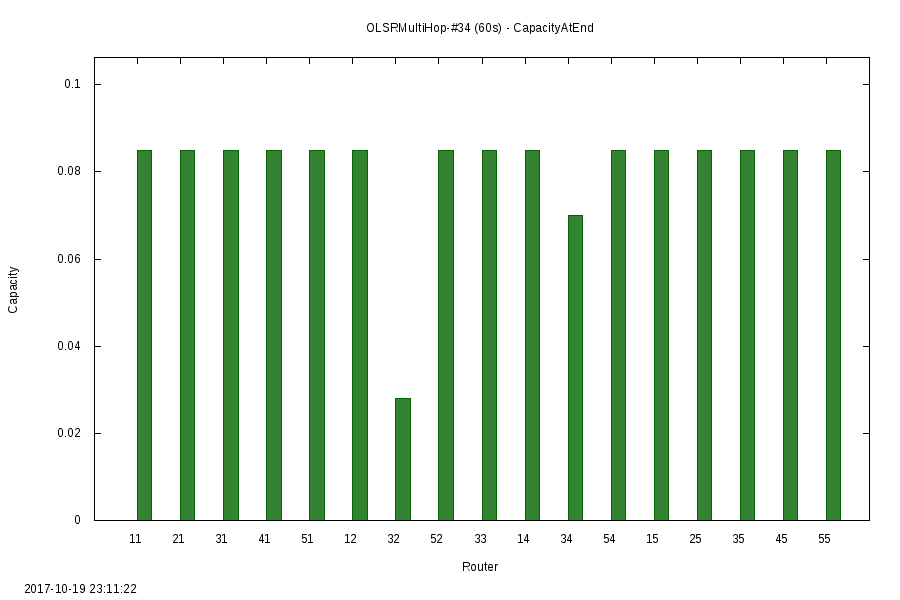 OLSRMultiHop-#34 (60s) - CapacityAtEnd
0.1
0.08
0.06
0.04
0.02
0
Capacity
11 21 31 41 51 12 32 52 33 14 34 54 15 25 35 45 55
Router
2017-10-19 23:11:22